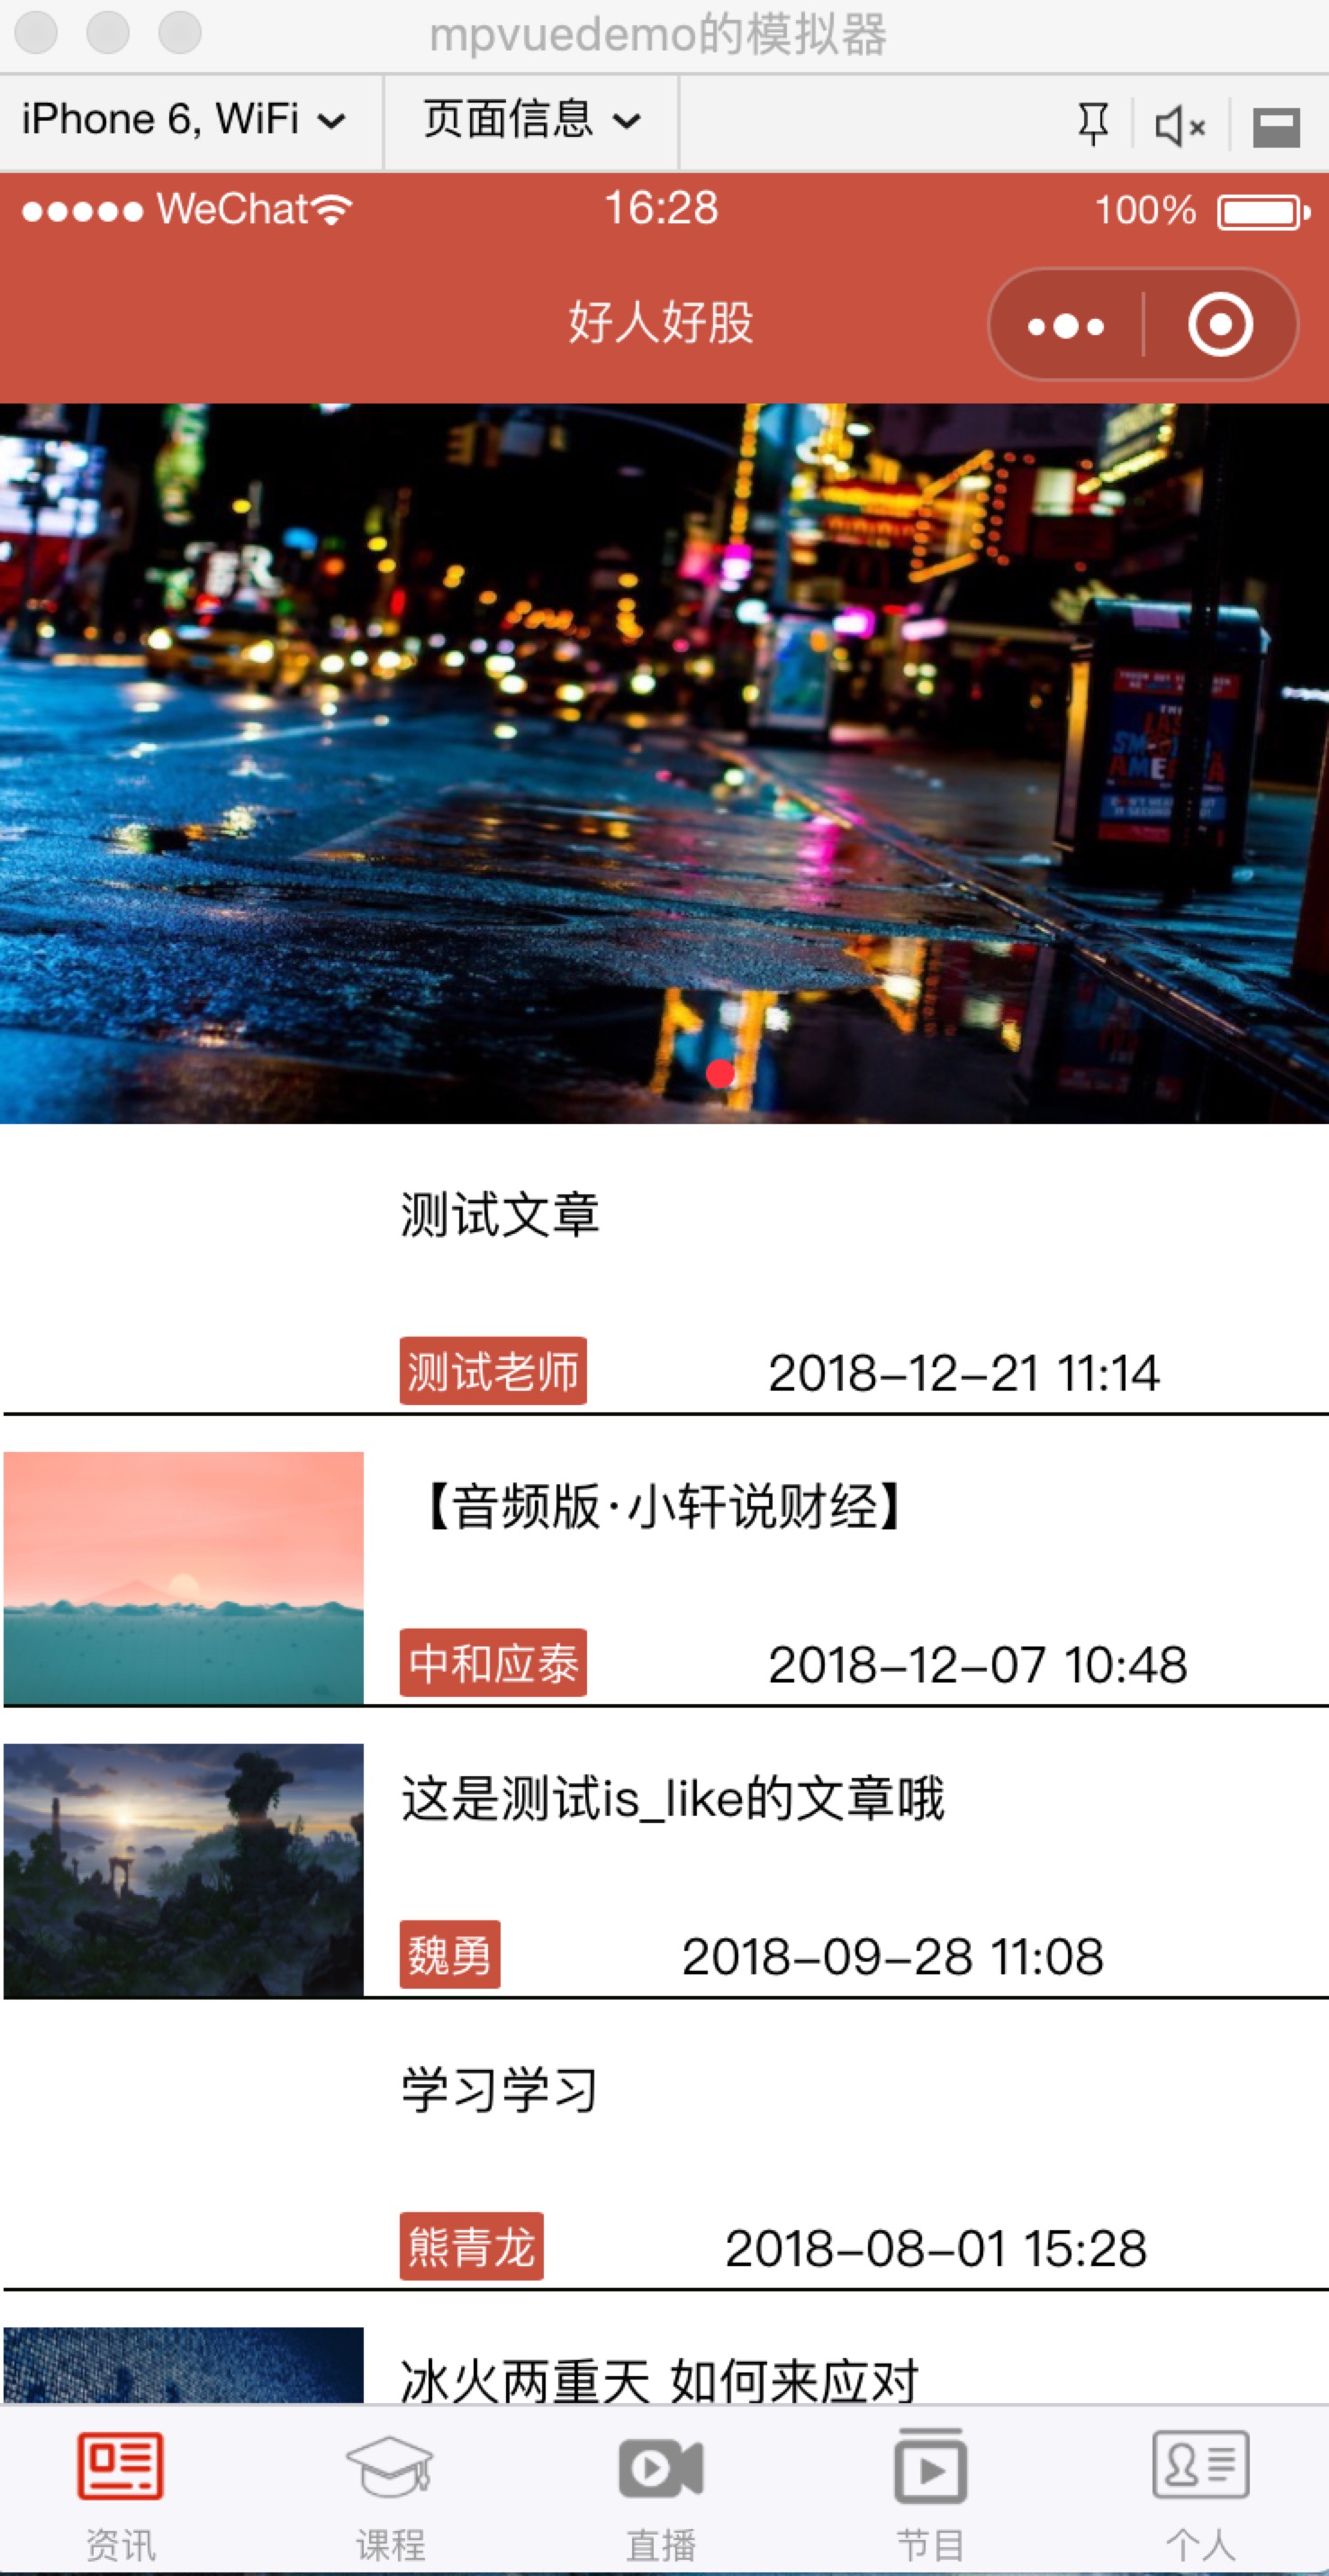 mpvuedemo的模拟器
iPhone 6, WiFi
页面信息
WeChat
16:28
100%
好人好股
测试文章
测试老师
2018-12-21 11:14
【音频版·小轩说财经】
中和应泰
2018-12-07 10:48
这是测试is_like的文章哦
魏勇
2018-09-28 11:08
学习学习
熊青龙
2018-08-01 15:28
冰火两重天 如何来应对
资讯
课程
直播
节目
个人